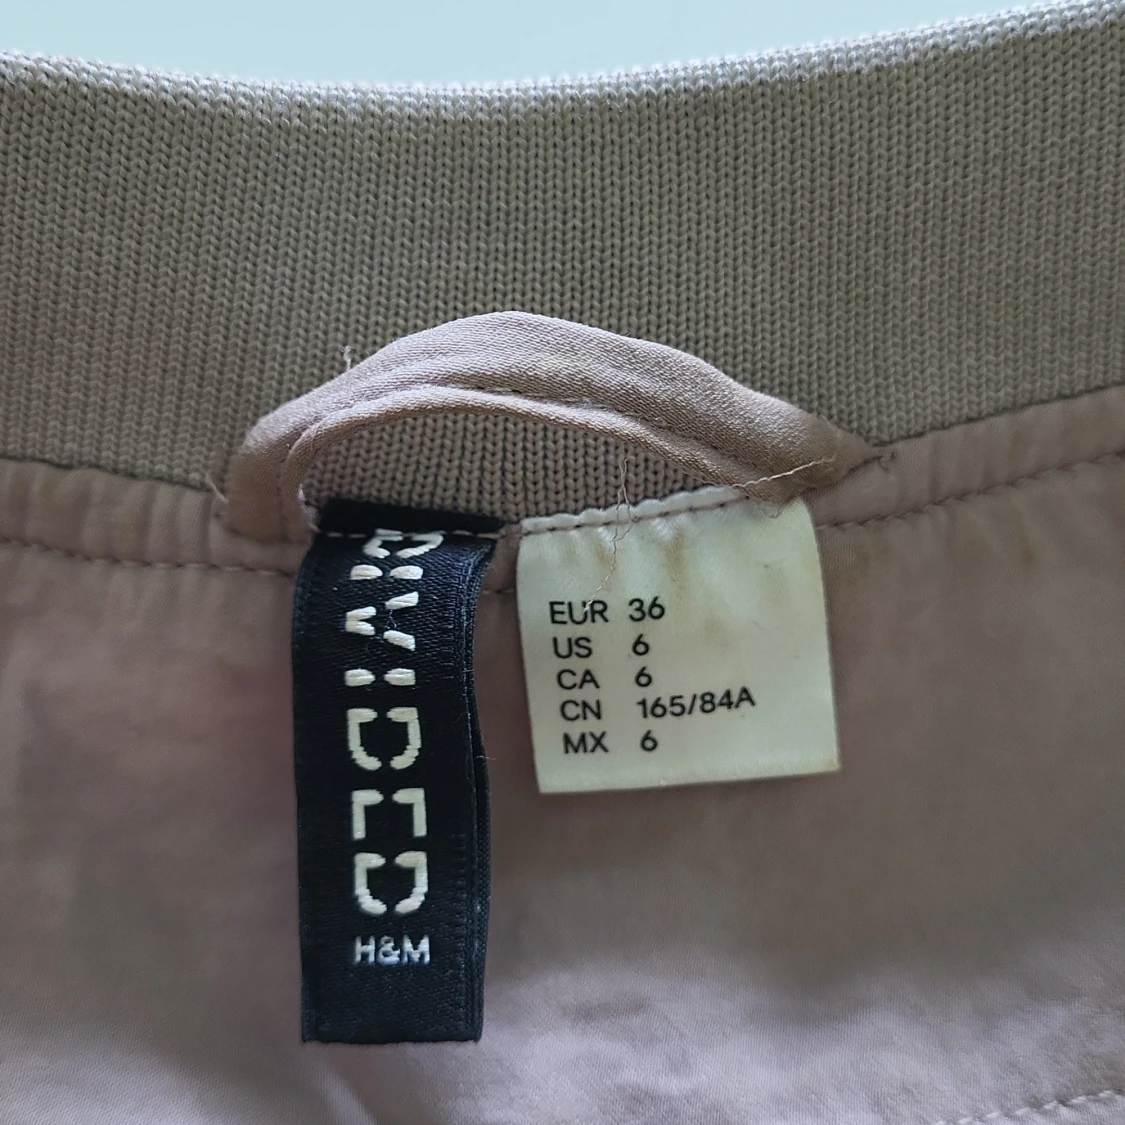 DIVIDED
H&M
EUR 36
US 6
CA 6
CN 165/84A
MX 6